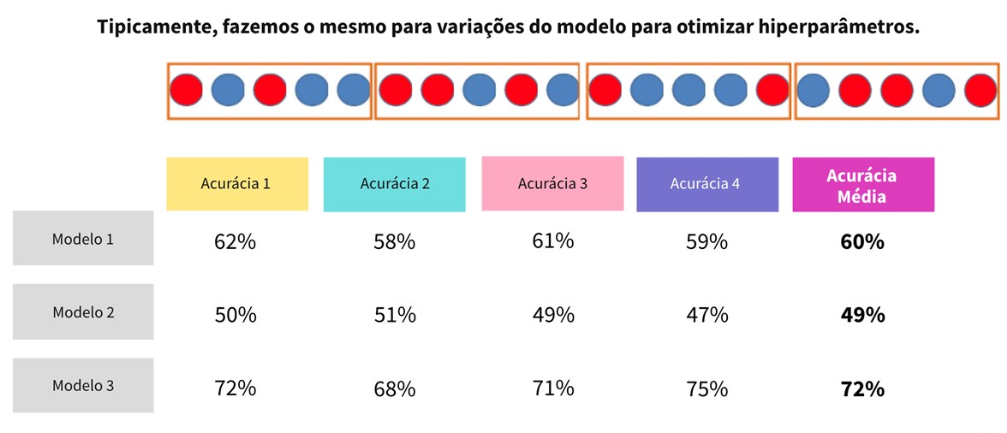 Tipicamente, fazemos o mesmo para variações do modelo para otimizar hiperparâmetros.
Acurácia 1
Acurácia 2
Acurácia 3
Acurácia 4
Acurácia
Média
Modelo 1
62%
58%
61%
59%
60%
Modelo 2
50%
51%
49%
47%
49%
Modelo 3
72%
68%
71%
75%
72%